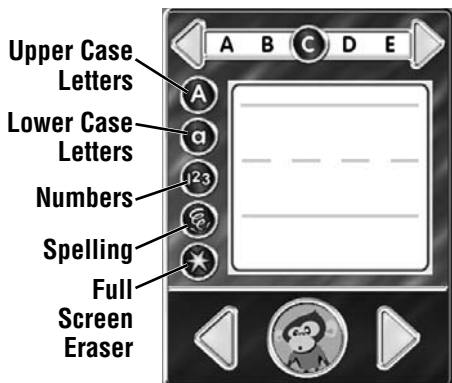 A B C D E
Upper Case
Letters
A
Lower Case
Letters
a
Numbers
123
Spelling
Full
Screen
Eraser